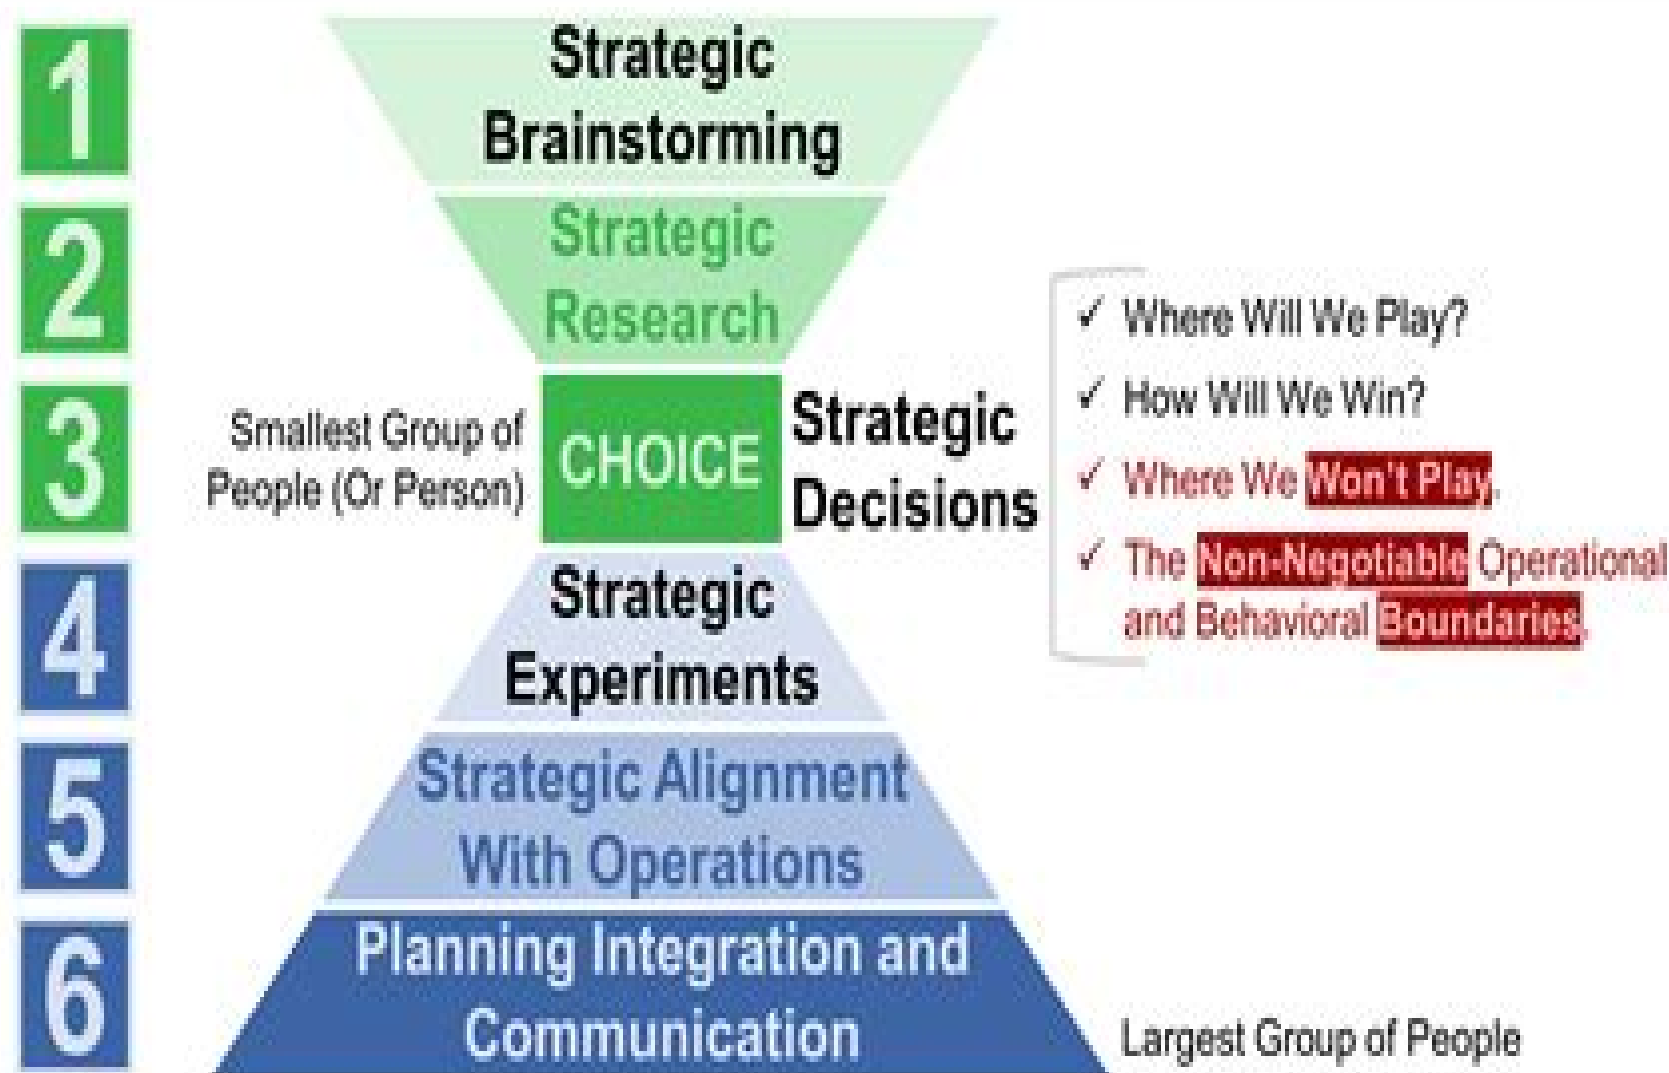 1
Strategic
Brainstorming
2
Strategic
Research
3
Smallest Group of
People (Or Person)
CHOICE
Strategic
Decisions
✓ Where Will We Play?
✓ How Will We Win?
✓ Where We Won't Play.
✓ The Non-Negotiable Operational
and Behavioral Boundaries.
4
Strategic
Experiments
5
Strategic Alignment
With Operations
6
Planning Integration and
Communication
Largest Group of People